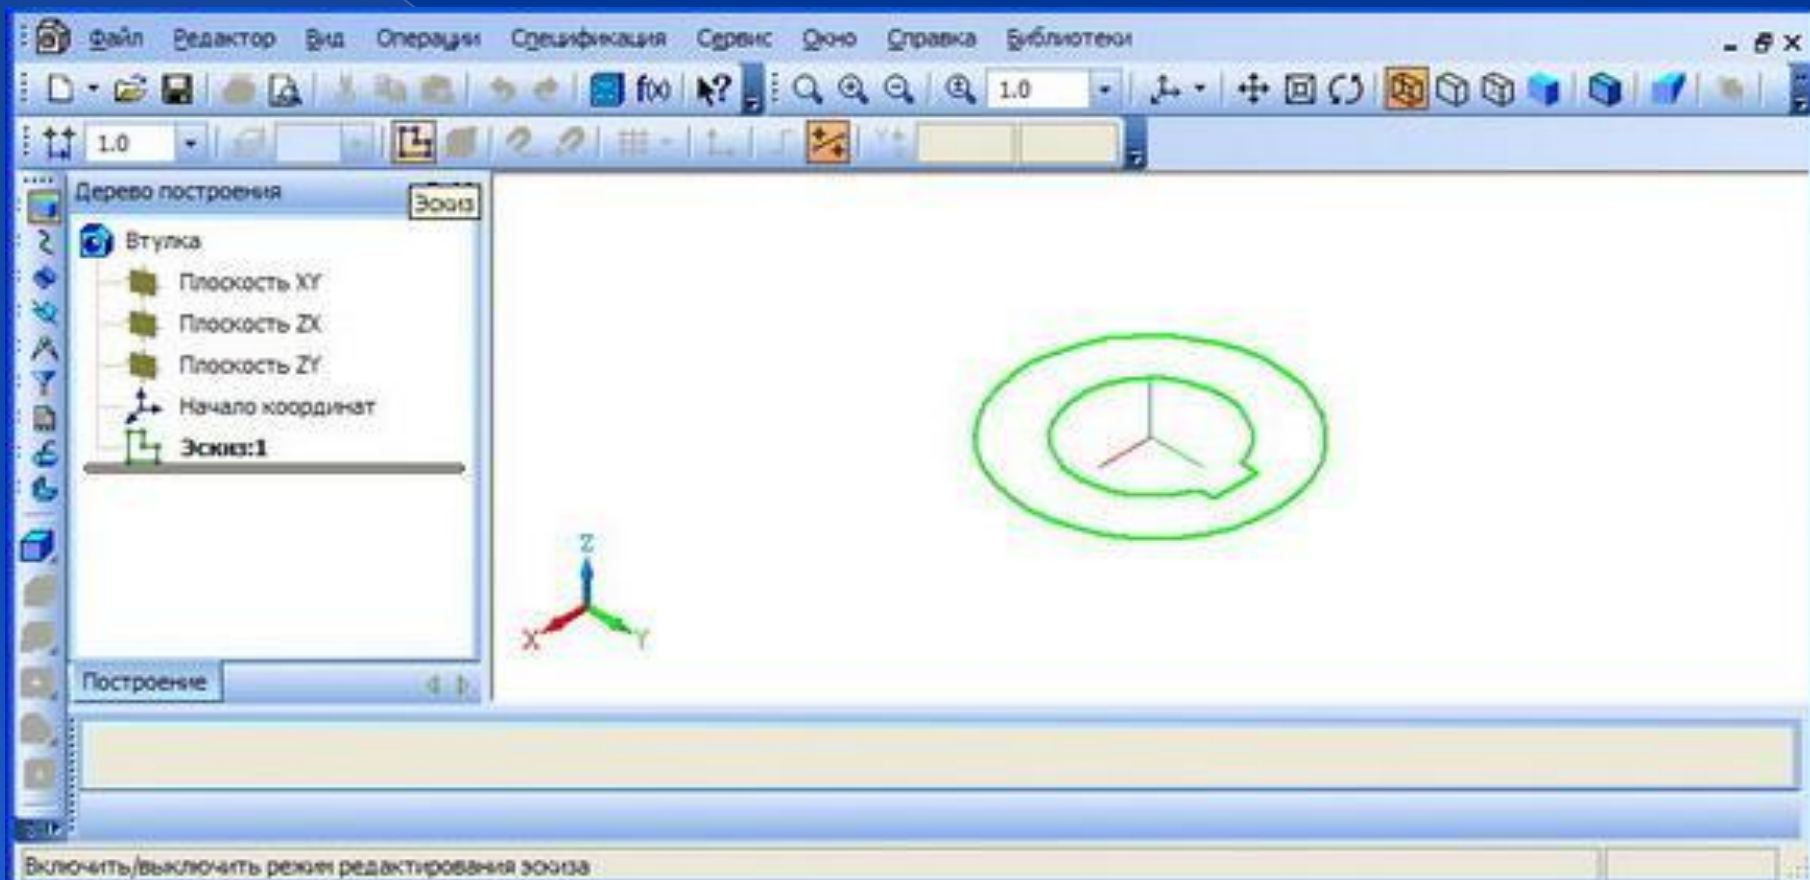 Файл Редактор Вид Операции Спецификация Сервис Окно Справка Библиотеки
f(x) 1.0
1.0
Дерево построения
Эскиз
Втулка
Плоскость XY
Плоскость ZX
Плоскость ZY
Начало координат
Эскиз:1
Z
X Y
Построение
Включить/выключить режим редактирования эскиза